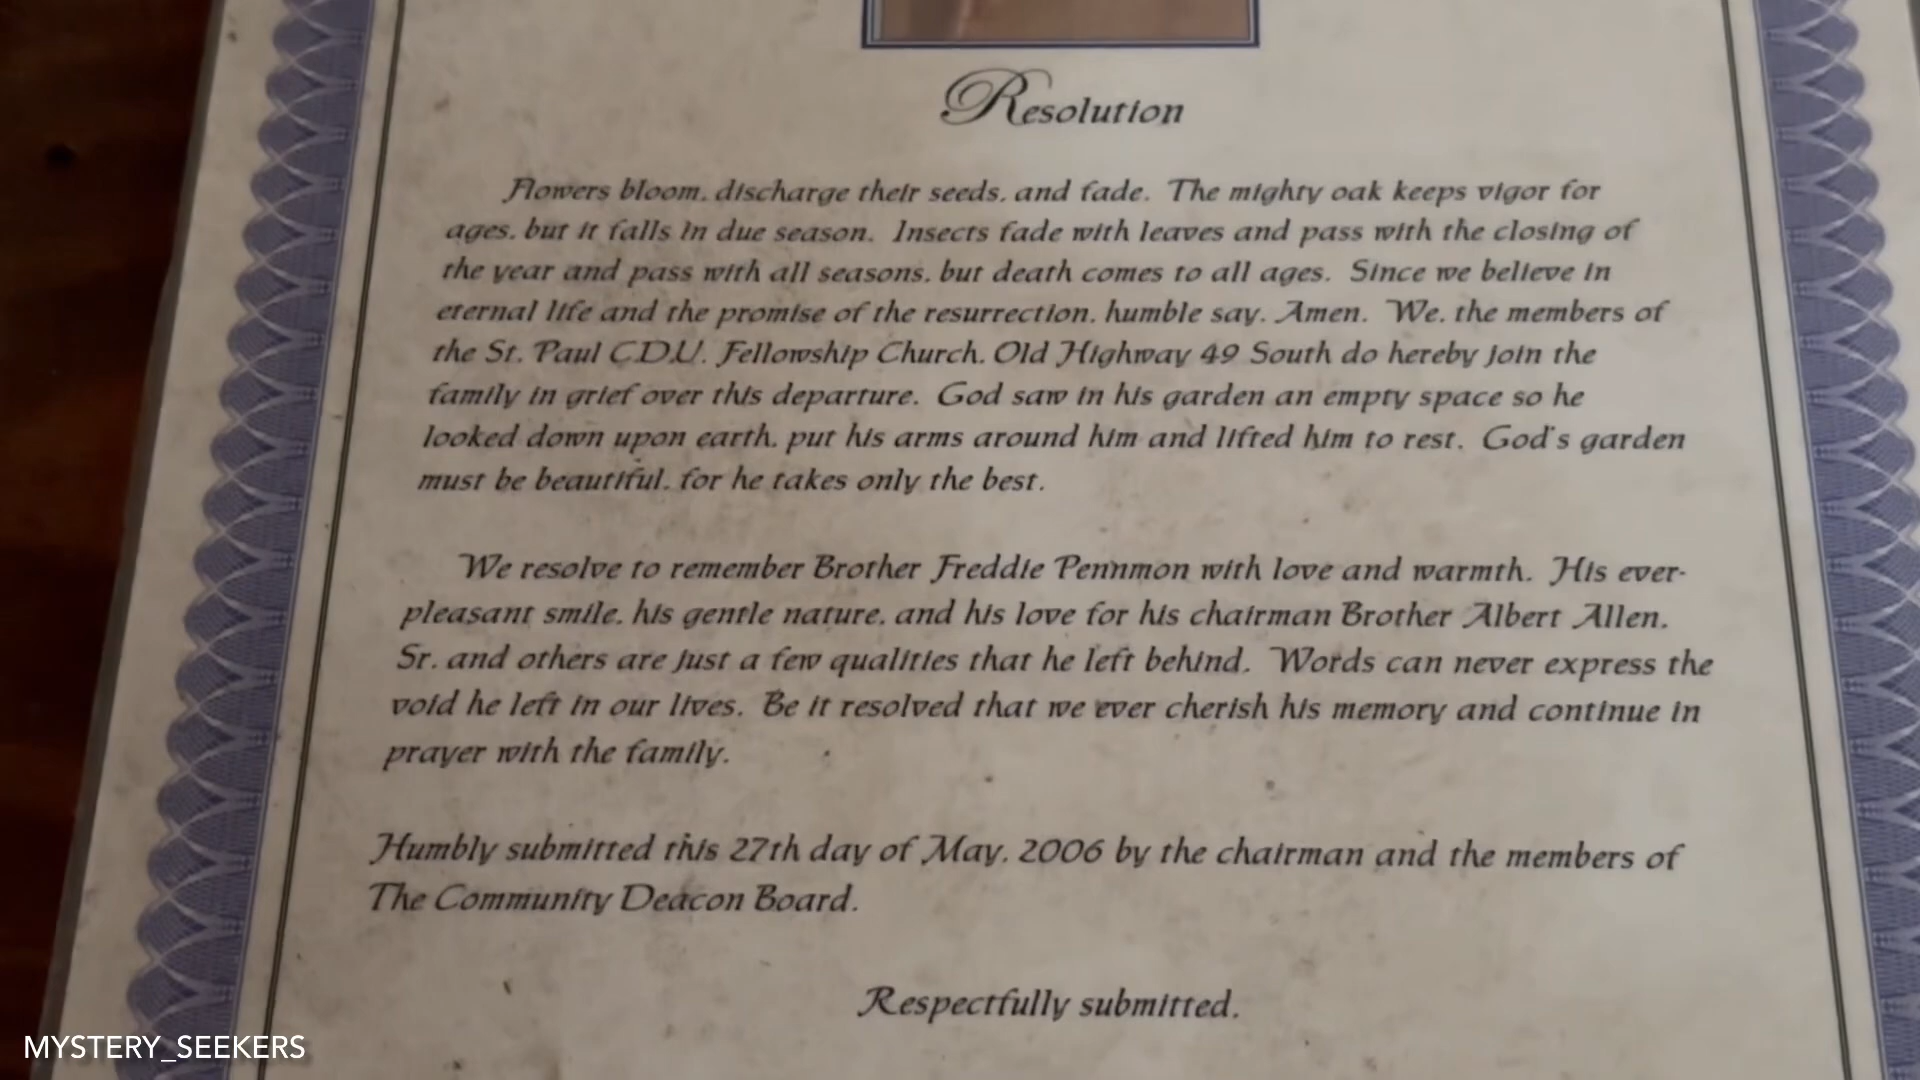 Resolution
Flowers bloom, discharge their seeds, and fade. The mighty oak keeps vigor for
ages, but it falls in due season. Insects fade with leaves and pass with the closing of
the year and pass with all seasons, but death comes to all ages. Since we believe in
eternal life and the promise of the resurrection, humble say, Amen. We, the members of
the St. Paul C.D.U. Fellowship Church, Old Highway 49 South do hereby join the
family in grief over this departure. God saw in his garden an empty space so he
looked down upon earth, put his arms around him and lifted him to rest. God's garden
must be beautiful, for he takes only the best.
We resolve to remember Brother Freddie Pennmon with love and warmth. His ever-
pleasant smile, his gentle nature, and his love for his chairman Brother Albert Allen,
Sr. and others are just a few qualities that he left behind. Words can never express the
void he left in our lives. Be it resolved that we ever cherish his memory and continue in
prayer with the family.
Humbly submitted this 27th day of May, 2006 by the chairman and the members of
The Community Deacon Board.
Respectfully submitted,
MYSTERY_SEEKERS